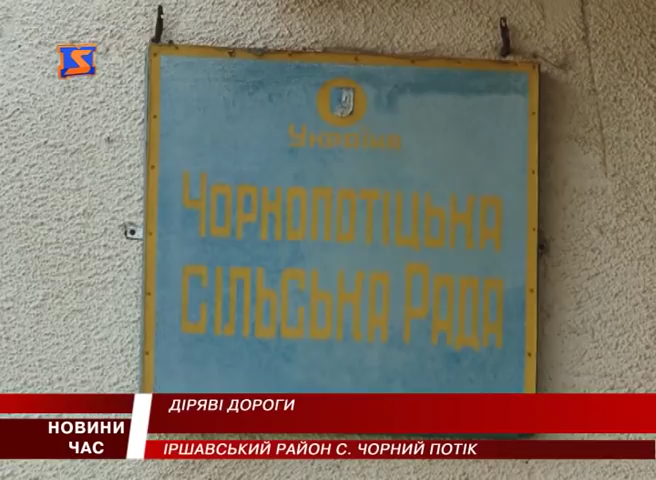 Україна
Чорнопотіцька
сільська Рада
ДІРЯВІ ДОРОГИ
НОВИНИ
ЧАС
ІРШАВСЬКИЙ РАЙОН С. ЧОРНИЙ ПОТІК